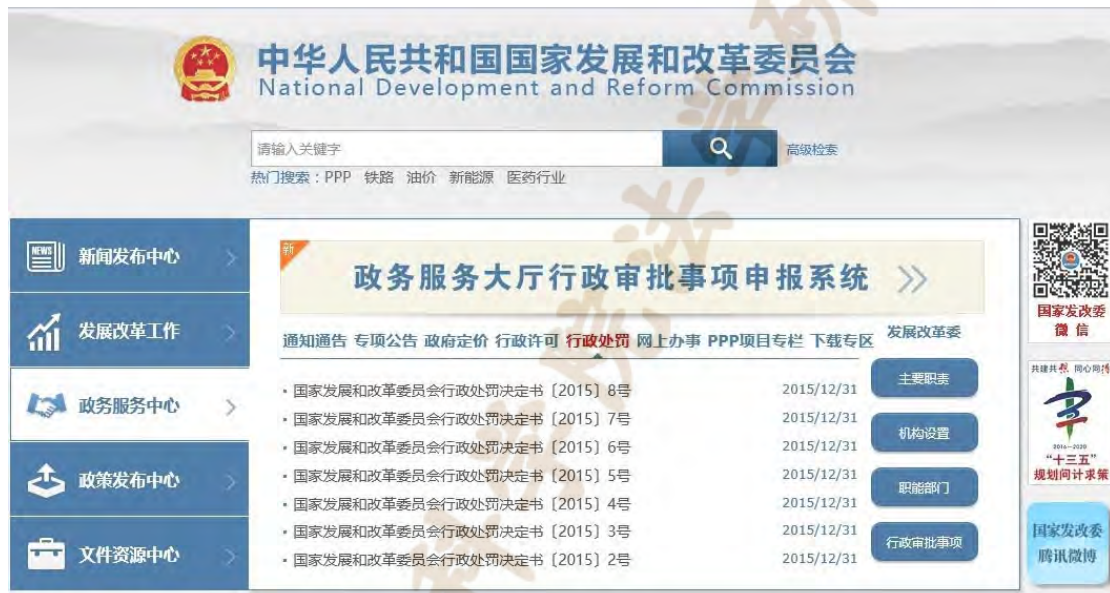 中华人民共和国国家发展和改革委员会
National Development and Reform Commission
请输入关键字
高级检索
热门搜索：PPP 铁路 油价 新能源 医药行业
NEWS 新闻发布中心
发展改革工作
政务服务中心
政策发布中心
文件资源中心
新
政务服务大厅行政审批事项申报系统
通知通告 专项公告 政府定价 行政许可 行政处罚 网上办事 PPP项目专栏 下载专区
· 国家发展和改革委员会行政处罚决定书〔2015〕8号 2015/12/31
· 国家发展和改革委员会行政处罚决定书〔2015〕7号 2015/12/31
· 国家发展和改革委员会行政处罚决定书〔2015〕6号 2015/12/31
· 国家发展和改革委员会行政处罚决定书〔2015〕5号 2015/12/31
· 国家发展和改革委员会行政处罚决定书〔2015〕4号 2015/12/31
· 国家发展和改革委员会行政处罚决定书〔2015〕3号 2015/12/31
· 国家发展和改革委员会行政处罚决定书〔2015〕2号 2015/12/31
发展改革委
主要职责
机构设置
职能部门
行政审批事项
国家发改委
微信
2016—2020
“十三五”
规划问计求策
国家发改委
腾讯微博